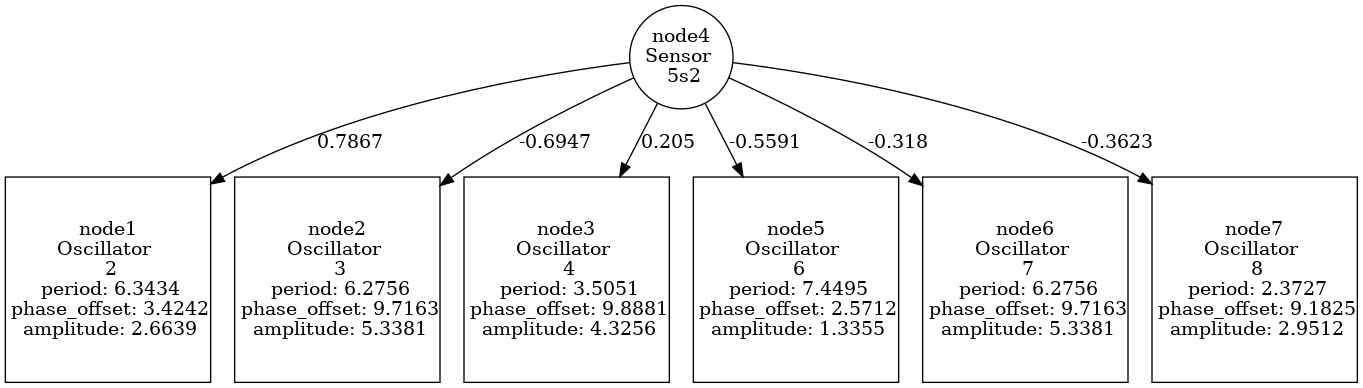 node4
Sensor
5s2
0.7867
-0.6947
0.205
-0.5591
-0.318
-0.3623
node1
Oscillator
2
period: 6.3434
phase_offset: 3.4242
amplitude: 2.6639
node2
Oscillator
3
period: 6.2756
phase_offset: 9.7163
amplitude: 5.3381
node3
Oscillator
4
period: 3.5051
phase_offset: 9.8881
amplitude: 4.3256
node5
Oscillator
6
period: 7.4495
phase_offset: 2.5712
amplitude: 1.3355
node6
Oscillator
7
period: 6.2756
phase_offset: 9.7163
amplitude: 5.3381
node7
Oscillator
8
period: 2.3727
phase_offset: 9.1825
amplitude: 2.9512